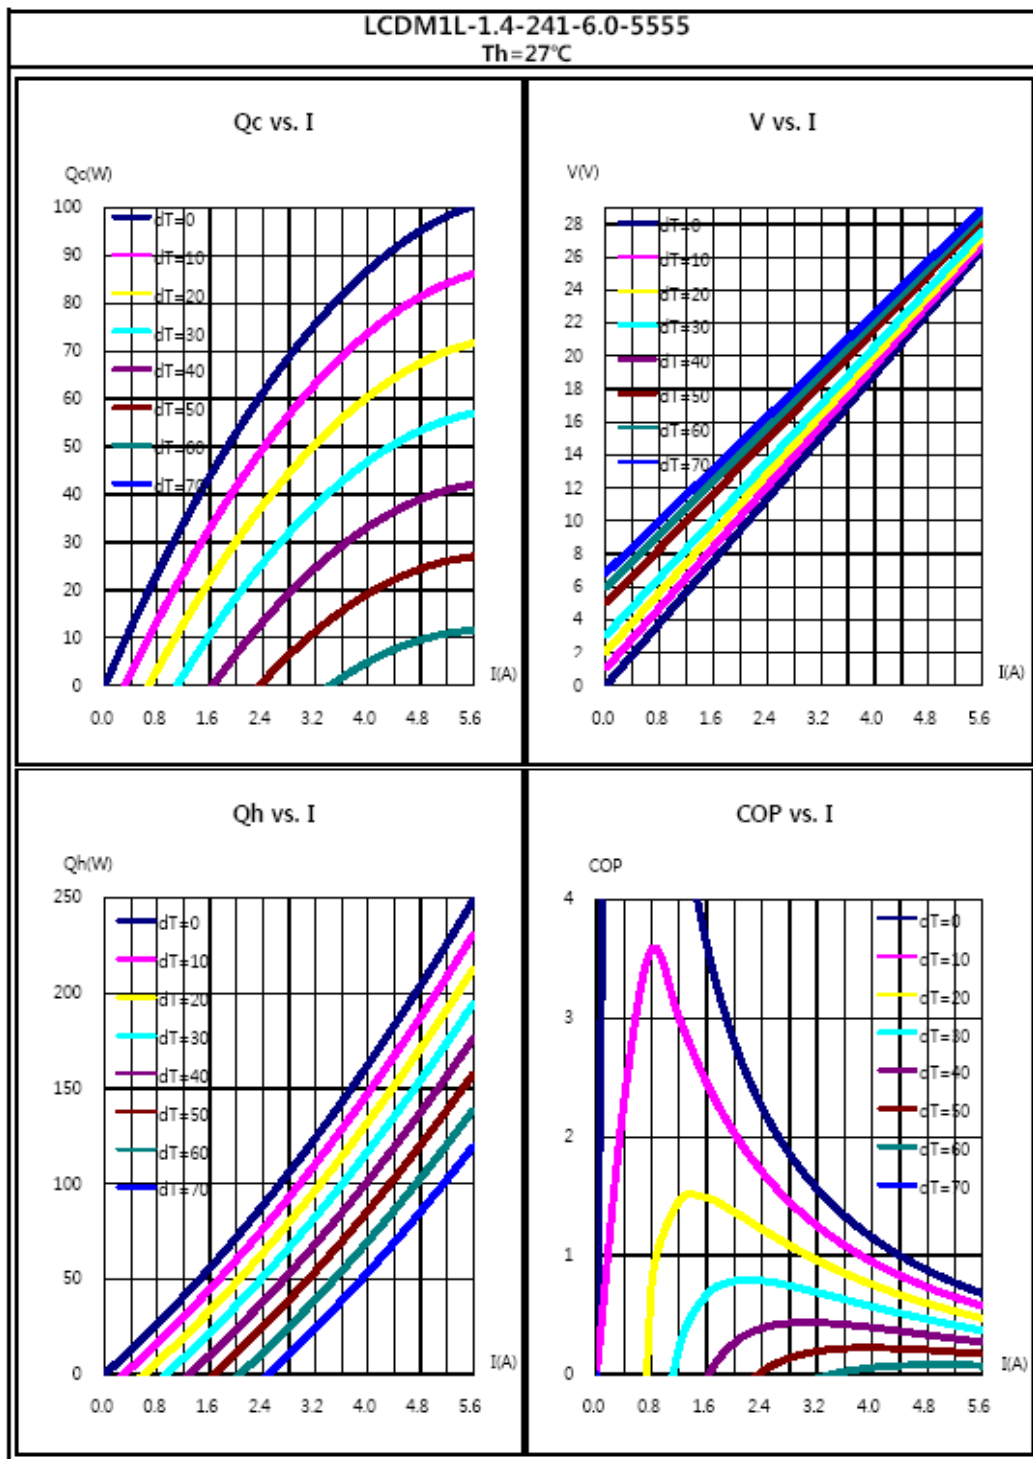 LCDM1L-1.4-241-6.0-5555
Th=27℃
Qc vs. I
Qc(W)
100
90
80
70
60
50
40
30
20
10
0
dT=0
dT=10
dT=20
dT=30
dT=40
dT=50
dT=60
dT=70
I(A)
0.0 0.8 1.6 2.4 3.2 4.0 4.8 5.6
V vs. I
V(V)
28
26
24
22
20
18
16
14
12
10
8
6
4
2
0
dT=0
dT=10
dT=20
dT=30
dT=40
dT=50
dT=60
dT=70
I(A)
0.0 0.8 1.6 2.4 3.2 4.0 4.8 5.6
Qh vs. I
Qh(W)
250
200
150
100
50
0
dT=0
dT=10
dT=20
dT=30
dT=40
dT=50
dT=60
dT=70
I(A)
0.0 0.8 1.6 2.4 3.2 4.0 4.8 5.6
COP vs. I
COP
4
3
2
1
0
dT=0
dT=10
dT=20
dT=30
dT=40
dT=50
dT=60
dT=70
I(A)
0.0 0.8 1.6 2.4 3.2 4.0 4.8 5.6